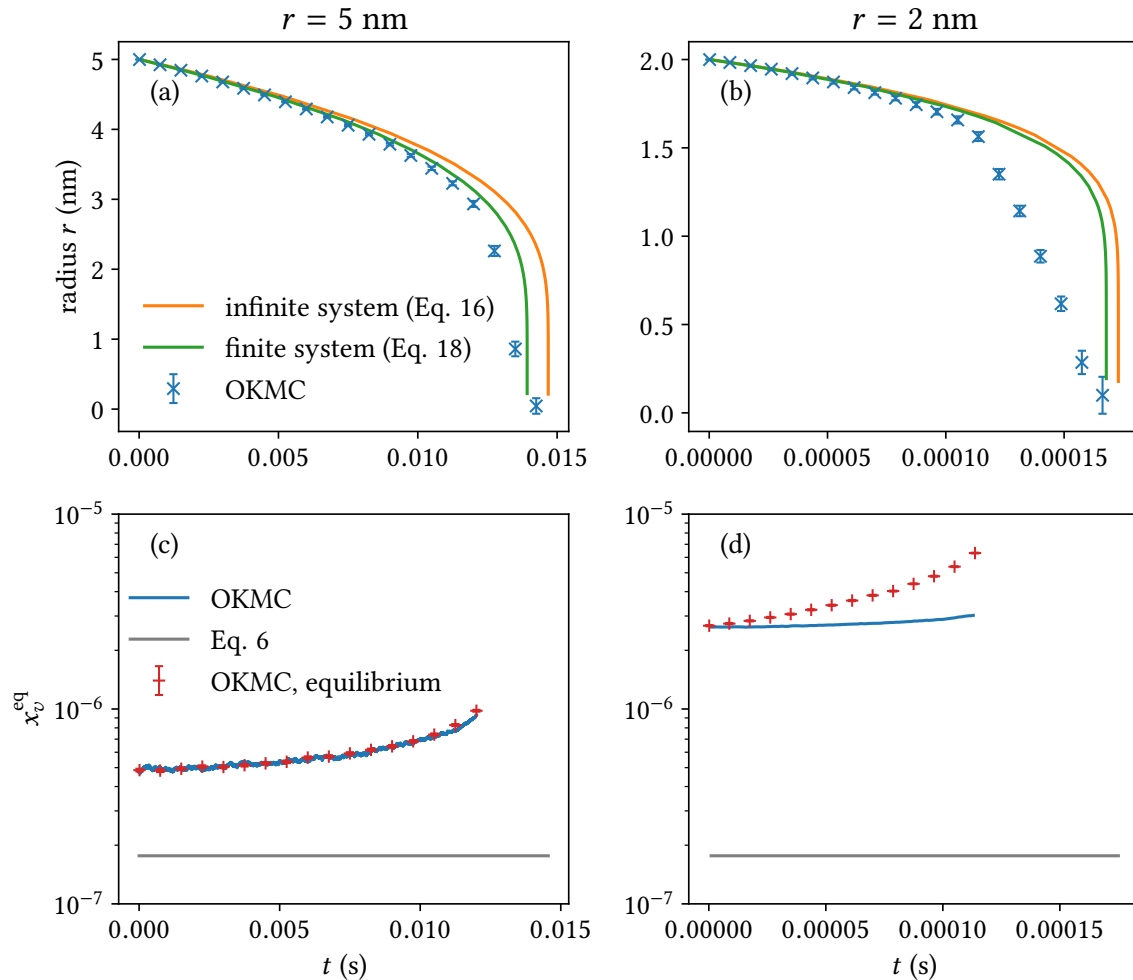 r = 5 nm
r = 2 nm
(a)
radius r (nm)
5
4
3
2
1
0
infinite system (Eq. 16)
finite system (Eq. 18)
OKMC
0.000
0.005
0.010
0.015
(b)
2.0
1.5
1.0
0.5
0.0
0.00000
0.00005
0.00010
0.00015
(c)
x_v^eq
10⁻⁵
10⁻⁶
10⁻⁷
OKMC
Eq. 6
OKMC, equilibrium
0.000
0.005
0.010
0.015
t (s)
(d)
10⁻⁵
10⁻⁶
10⁻⁷
0.00000
0.00005
0.00010
0.00015
t (s)